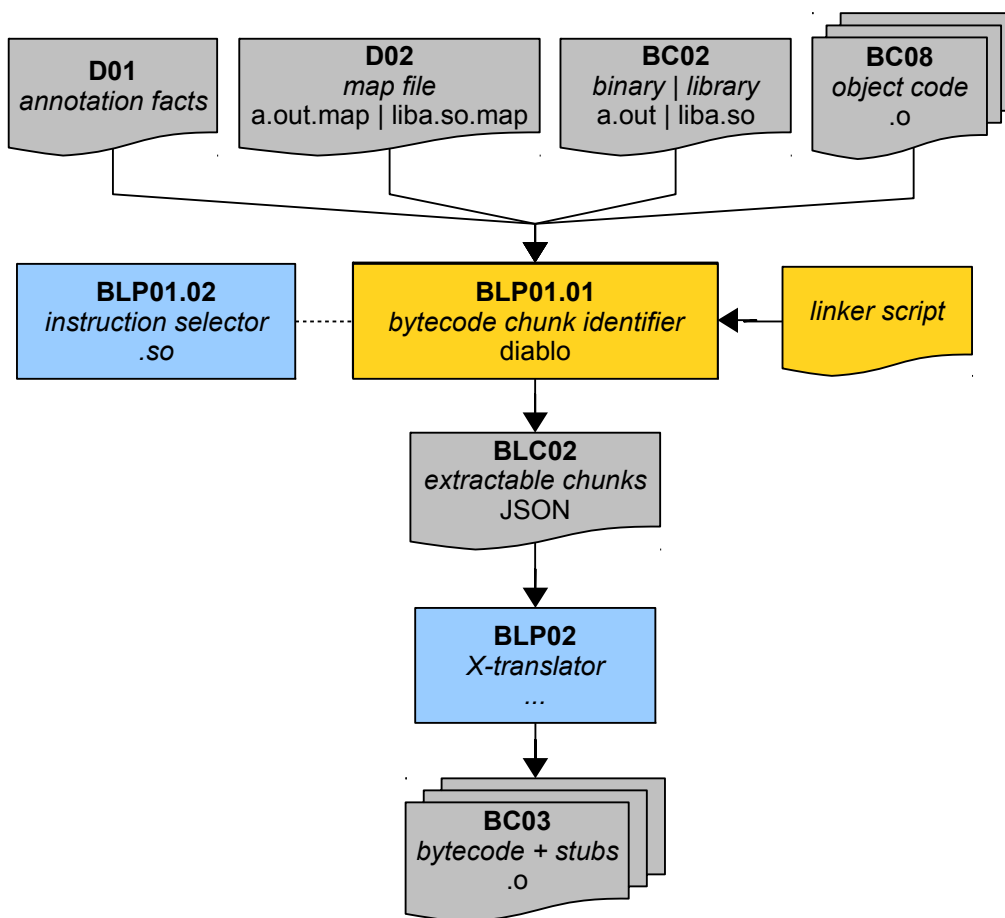 D01
annotation facts
D02
map file
a.out.map | liba.so.map
BC02
binary | library
a.out | liba.so
BC08
object code
.o
BLP01.02
instruction selector
.so
BLP01.01
bytecode chunk identifier
diablo
linker script
BLC02
extractable chunks
JSON
BLP02
X-translator
...
BC03
bytecode + stubs
.o